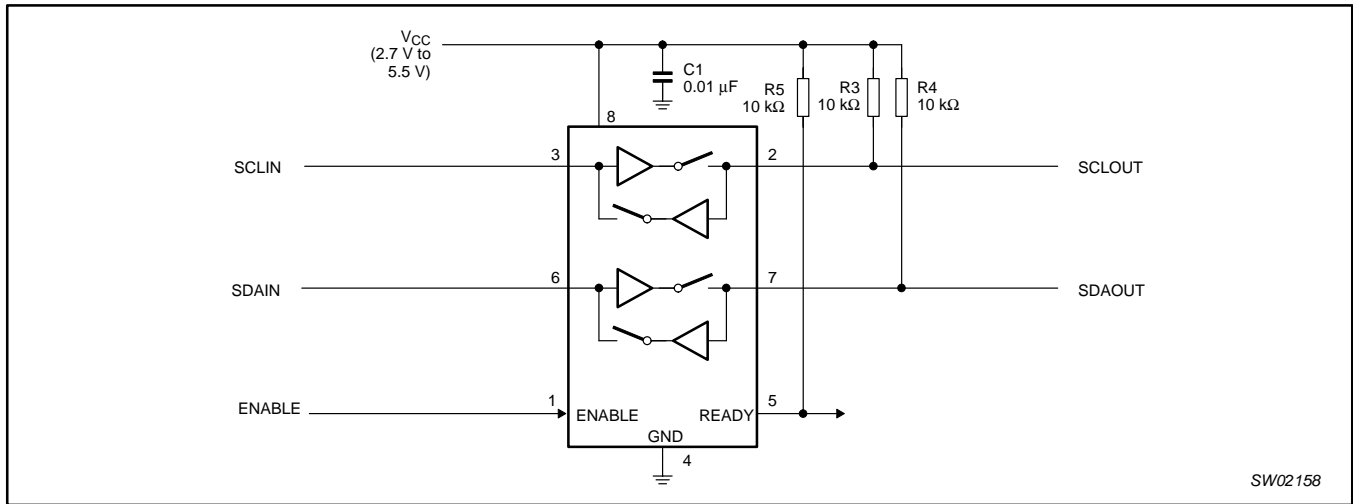 VCC
(2.7 V to
5.5 V)
C1
0.01 µF
R5
10 kΩ
R3
10 kΩ
R4
10 kΩ
8
SCLIN
3
2
SCLOUT
SDAIN
6
7
SDAOUT
ENABLE
1
ENABLE
READY
5
GND
4
SW02158